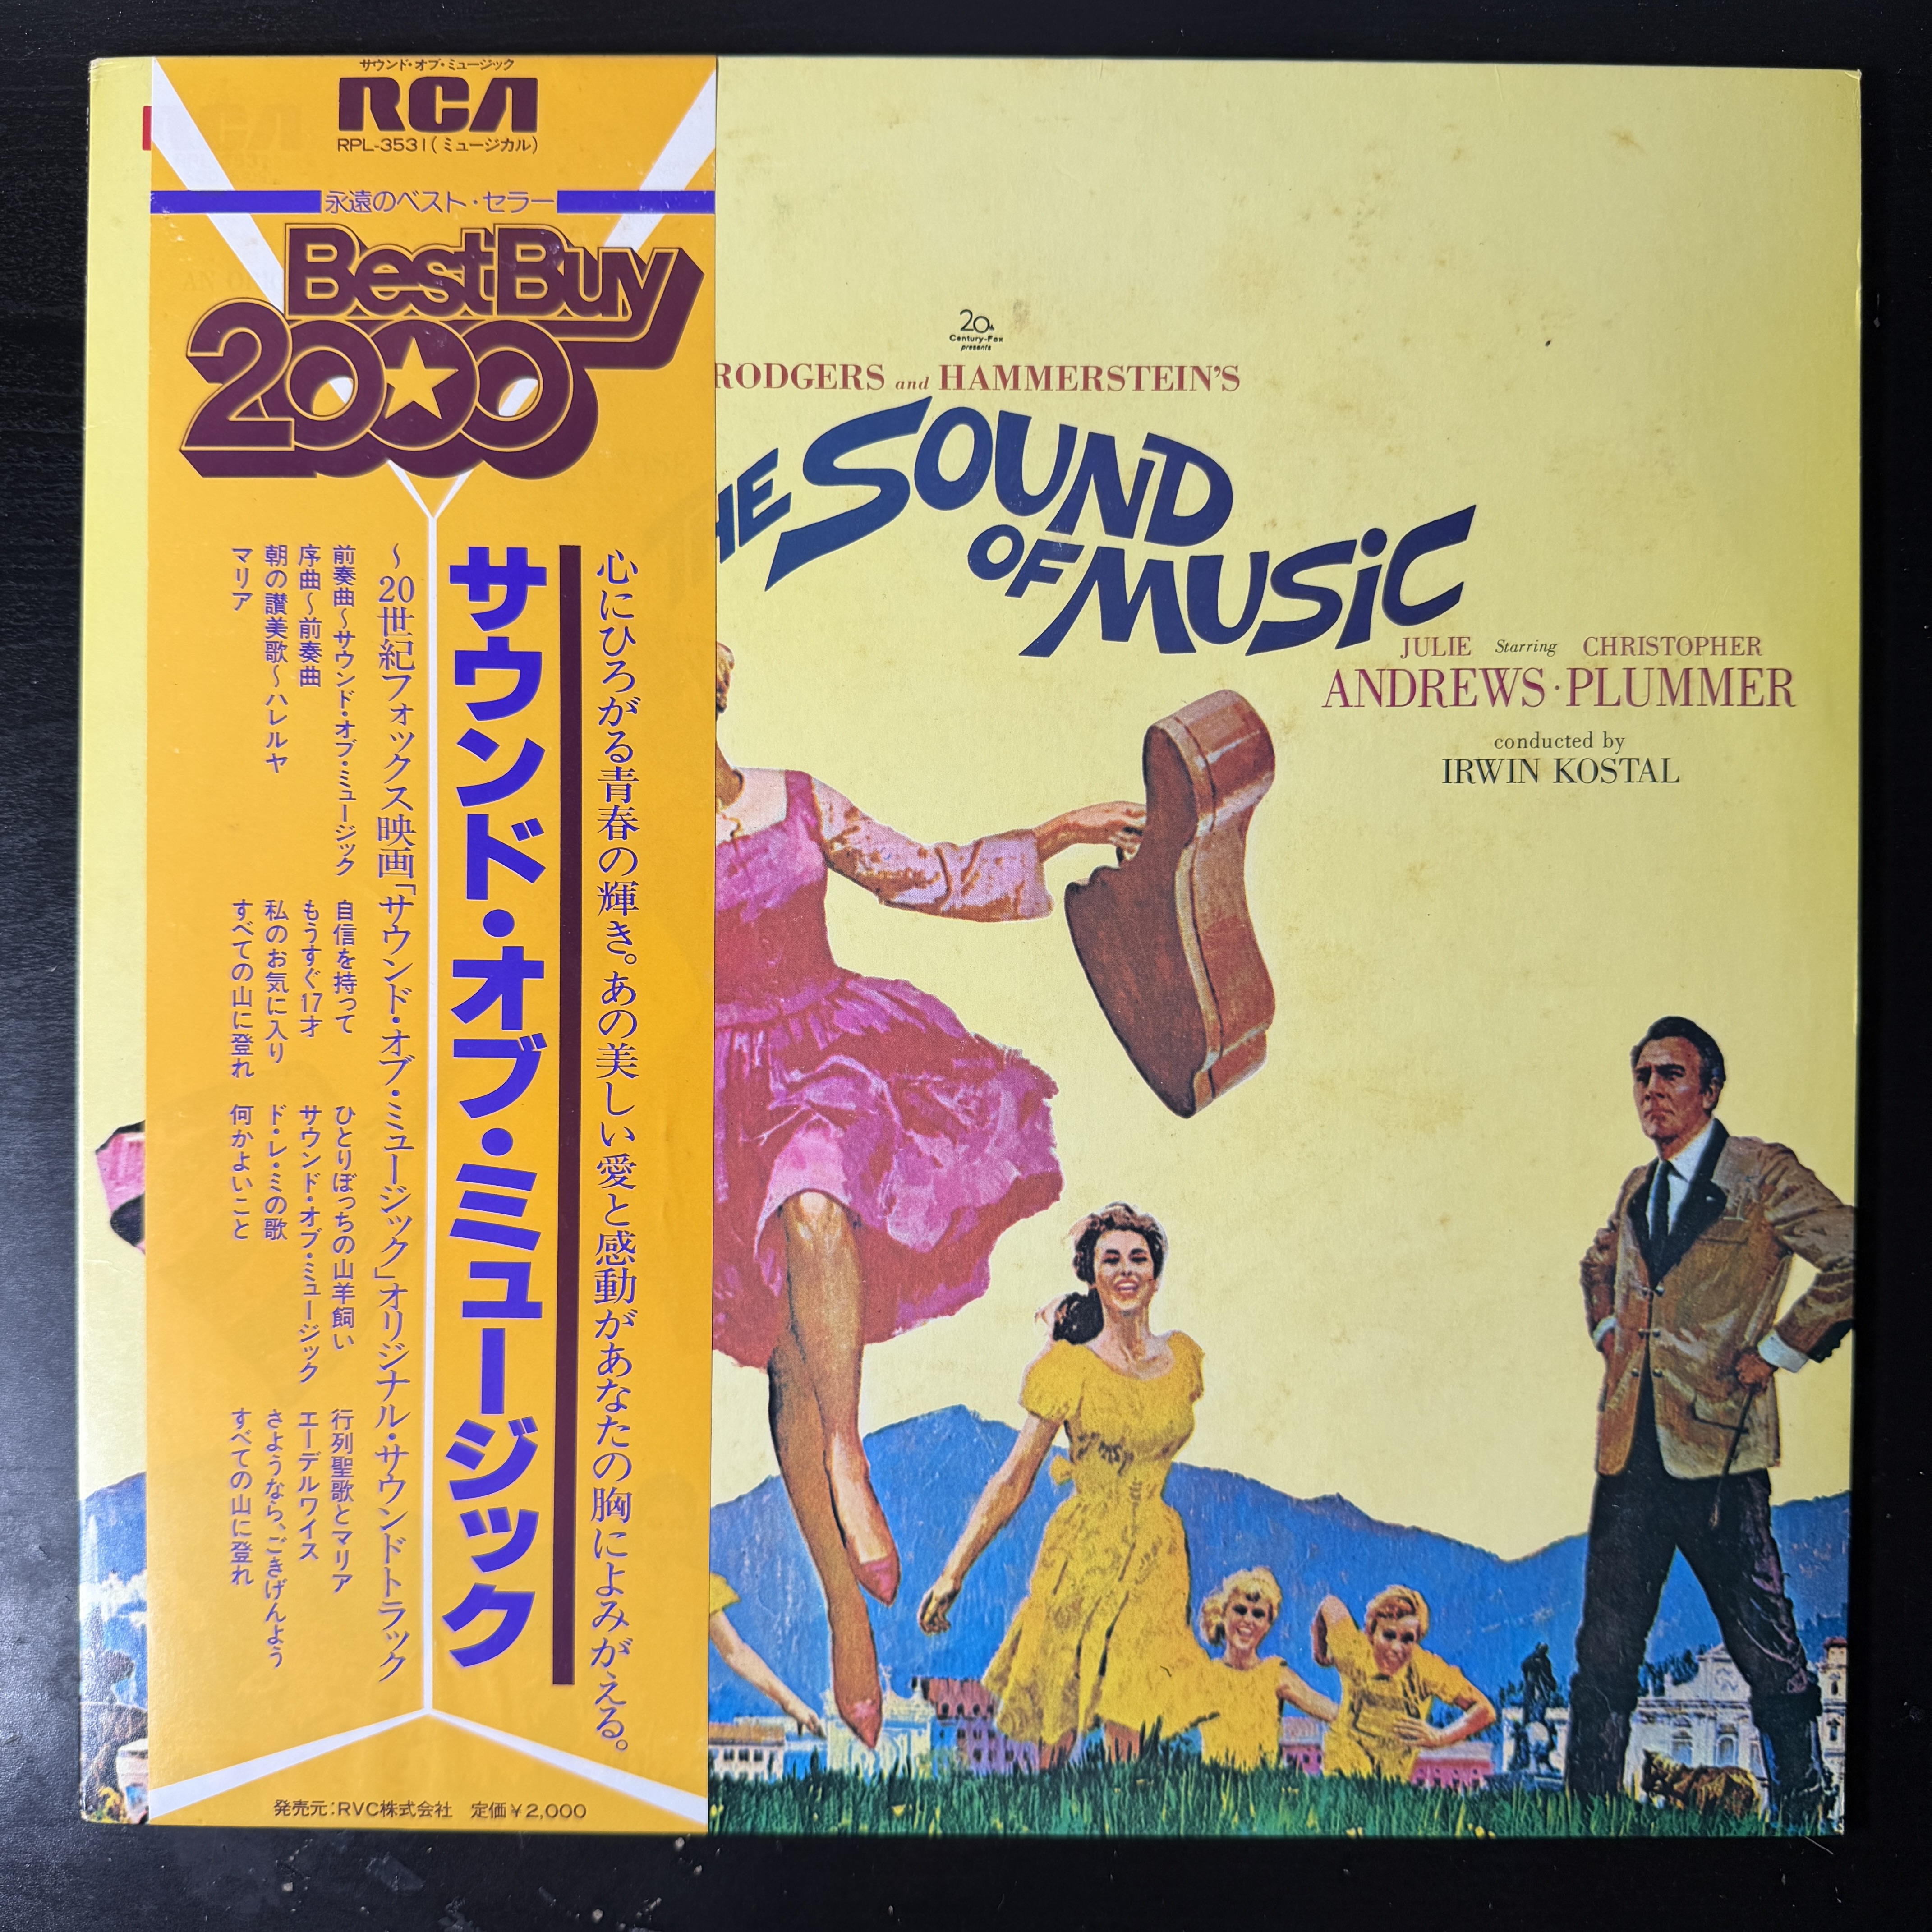 サウンド・オブ・ミュージック
RCA
RPL-3531(ミュージカル)
永遠のベスト・セラー
Best Buy
2000
心にひろがる青春の輝き。あの美しい愛と感動があなたの胸によみがえる。
サウンド・オブ・ミュージック
~20世紀フォックス映画「サウンド・オブ・ミュージック」オリジナル・サウンドトラック
前奏曲~サウンド・オブ・ミュージック
序曲~前奏曲
朝の讃美歌~ハレルヤ
マリア
自信を持って
もうすぐ17才
私のお気に入り
すべての山に登れ
ひとりぼっちの山羊飼い
サウンド・オブ・ミュージック
ド・レ・ミの歌
何かよいこと
行列聖歌とマリア
エーデルワイス
さようなら、ごきげんよう
すべての山に登れ
発売元:RVC株式会社 定価¥2,000
20th
Century-Fox
presents
RODGERS and HAMMERSTEIN'S
HE SOUND
OF MUSIC
JULIE Starring CHRISTOPHER
ANDREWS · PLUMMER
conducted by
IRWIN KOSTAL